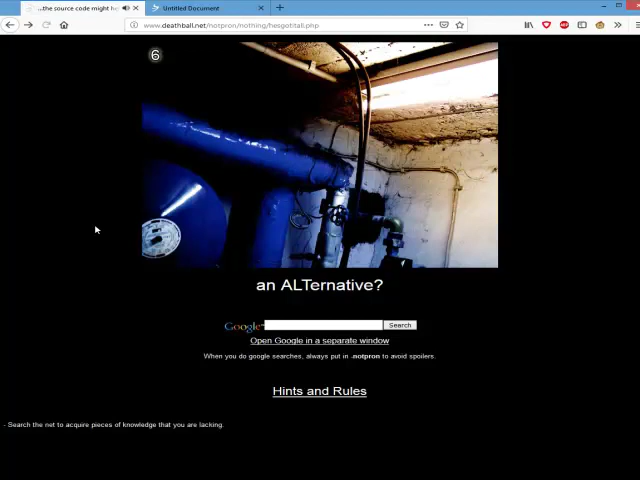 ...the source code might he
Untitled Document
www.deathball.net/notpron/nothing/hesgotitall.php
6
an ALTernative?
Google
Search
Open Google in a separate window
When you do google searches, always put in .notpron to avoid spoilers.
Hints and Rules
- Search the net to acquire pieces of knowledge that you are lacking.